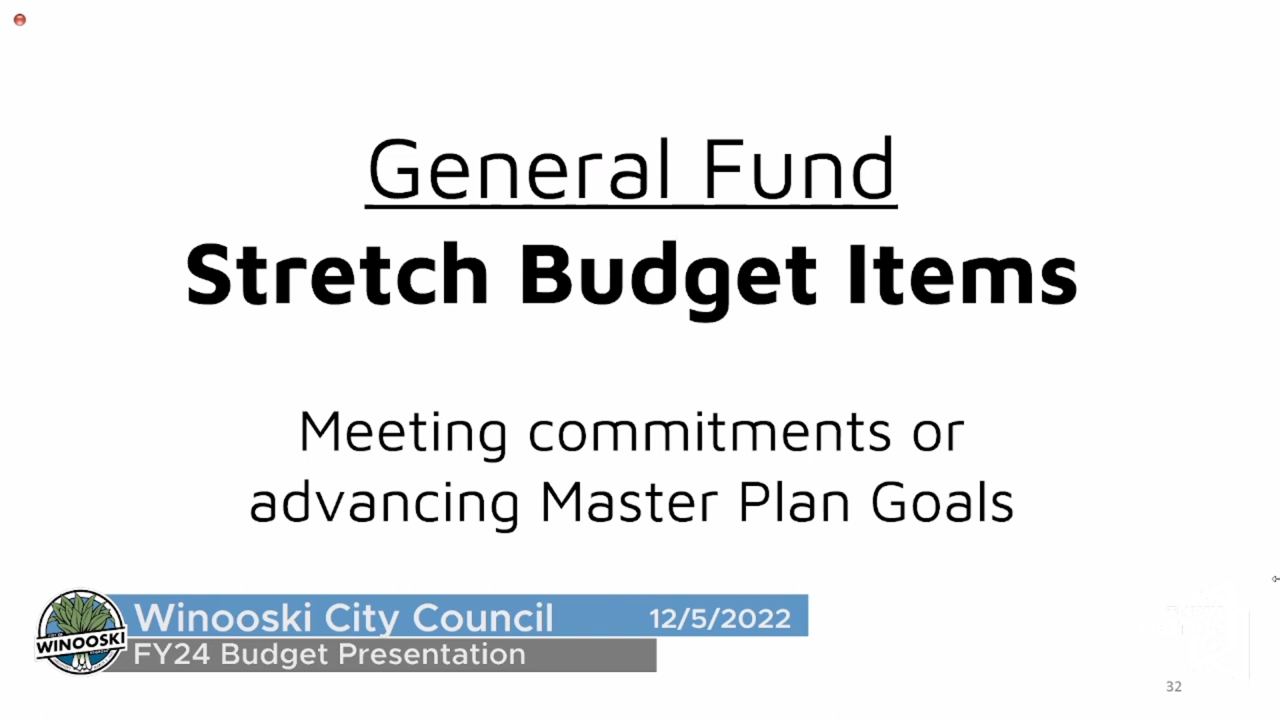 General Fund
Stretch Budget Items
Meeting commitments or
advancing Master Plan Goals
Winooski City Council 12/5/2022
FY24 Budget Presentation
WINOOSKI
32